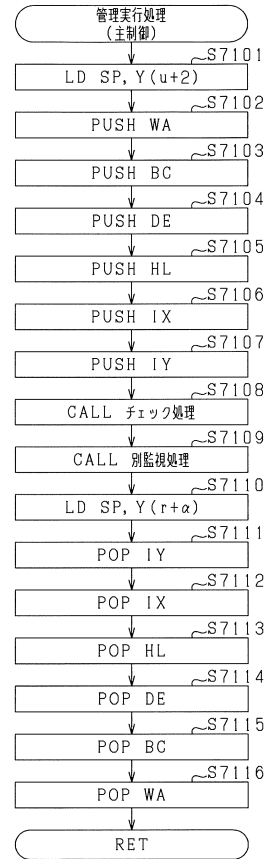 管理実行処理
(主制御)
S7101
LD SP, Y(u+2)
S7102
PUSH WA
S7103
PUSH BC
S7104
PUSH DE
S7105
PUSH HL
S7106
PUSH IX
S7107
PUSH IY
S7108
CALL チェック処理
S7109
CALL 別監視処理
S7110
LD SP, Y(r+α)
S7111
POP IY
S7112
POP IX
S7113
POP HL
S7114
POP DE
S7115
POP BC
S7116
POP WA
RET